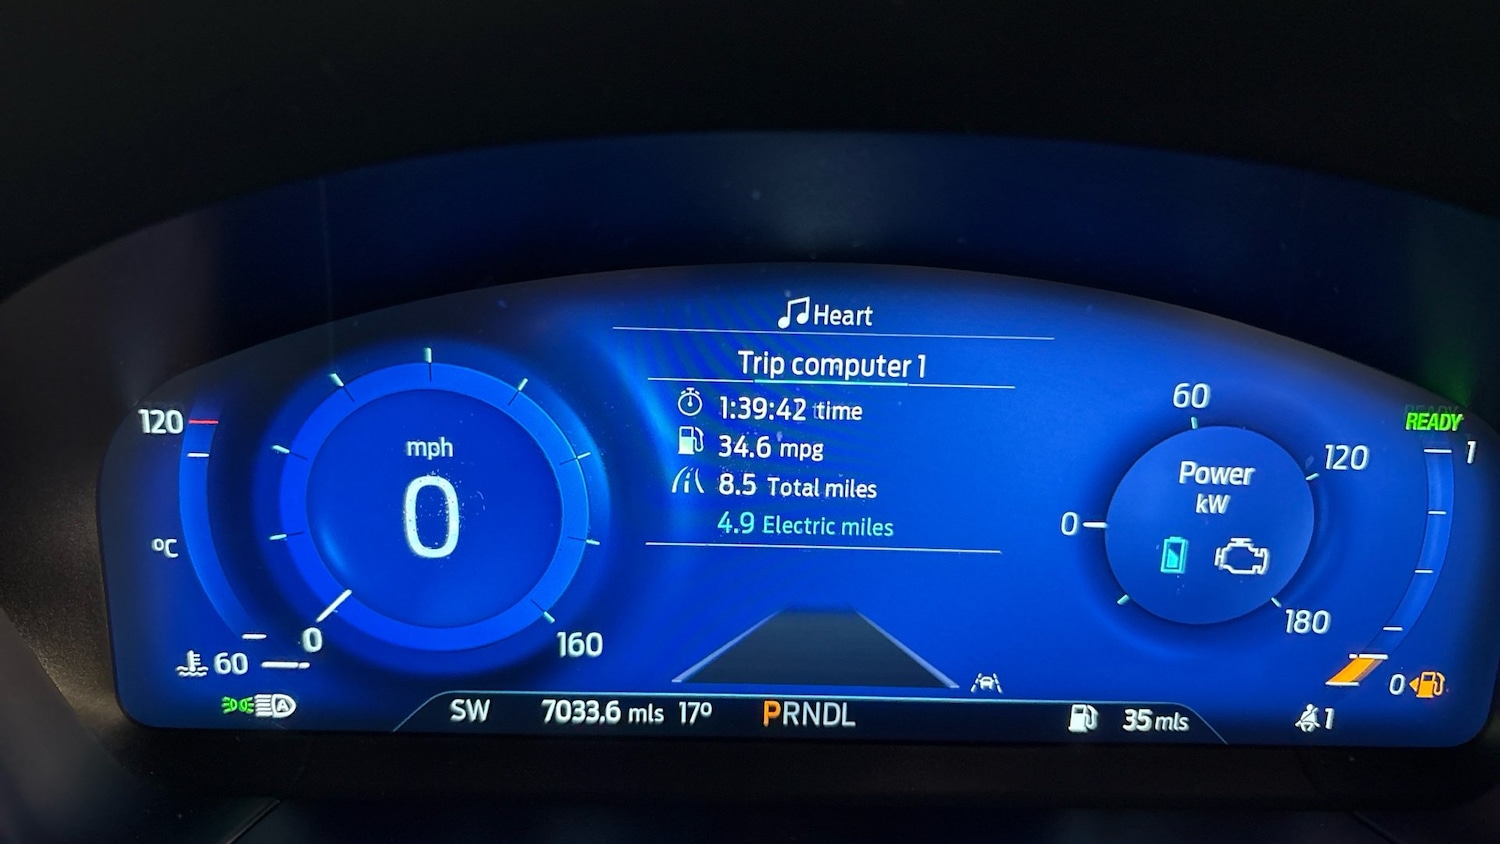 Heart
Trip computer 1
1:39:42 time
34.6 mpg
8.5 Total miles
4.9 Electric miles
120
°C
60
mph
0
0
160
60
120
0
180
Power
kW
READY
1
0
A
SW 7033.6 mls 17º PRNDL 35 mls 1